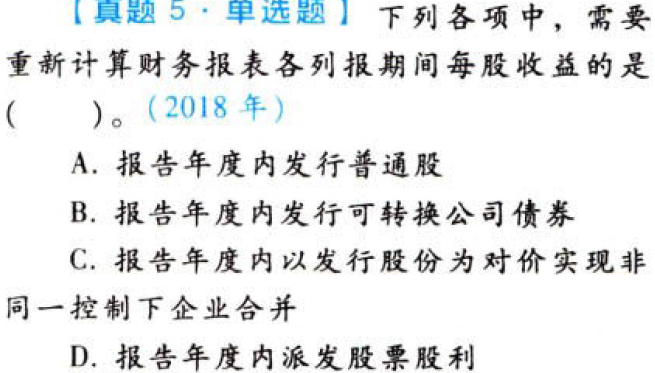 【真题 5·单选题】 下列各项中，需要
重新计算财务报表各列报期间每股收益的是
(  )。（2018 年）
A. 报告年度内发行普通股
B. 报告年度内发行可转换公司债券
C. 报告年度内以发行股份为对价实现非
同一控制下企业合并
D. 报告年度内派发股票股利